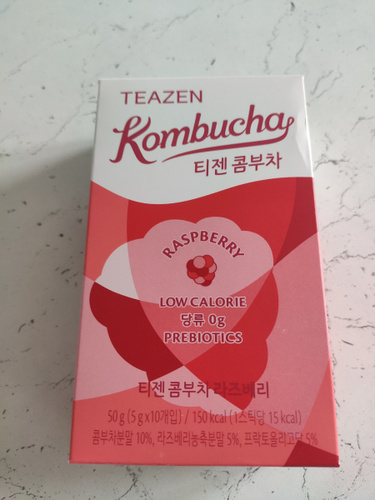 TEAZEN
Kombucha
티젠 콤부차
RASPBERRY
LOW CALORIE
당류 0g
PREBIOTICS
티젠 콤부차 라즈베리
50 g (5 g x 10개입) / 150 kcal (1스틱당 15 kcal)
콤부차분말 10%, 라즈베리농축분말 5%, 프락토올리고당 5%